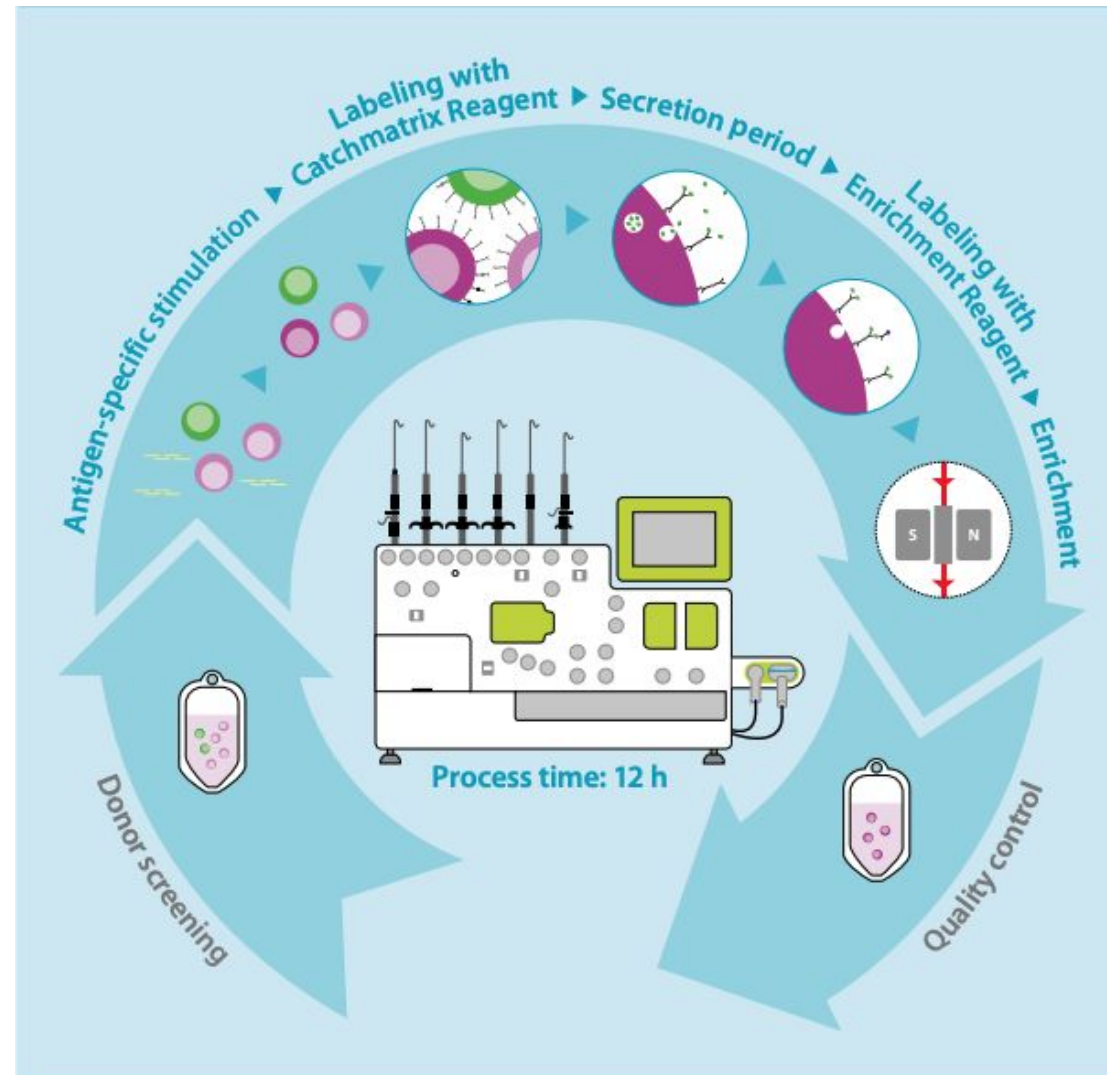 Donor screening
Antigen-specific stimulation
Labeling with
Catchmatrix Reagent
Secretion period
Labeling with
Enrichment Reagent
Enrichment
S
N
Process time: 12 h
Quality control